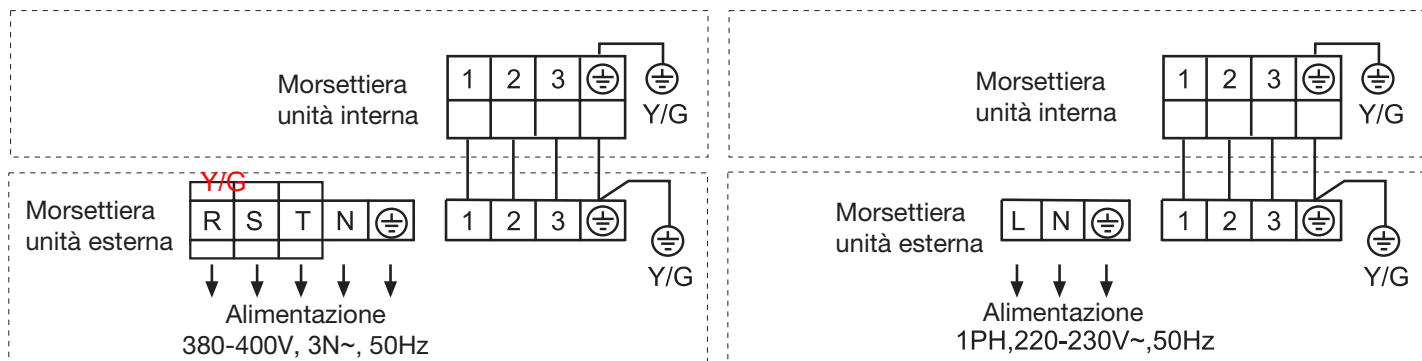 1 2 3
Morsettiera
unità interna
Y/G
Y/G
Morsettiera
unità esterna
R S T N
1 2 3
Y/G
Alimentazione
380-400V, 3N~, 50Hz
1 2 3
Morsettiera
unità interna
Y/G
Morsettiera
unità esterna
L N
1 2 3
Y/G
Alimentazione
1PH,220-230V~,50Hz